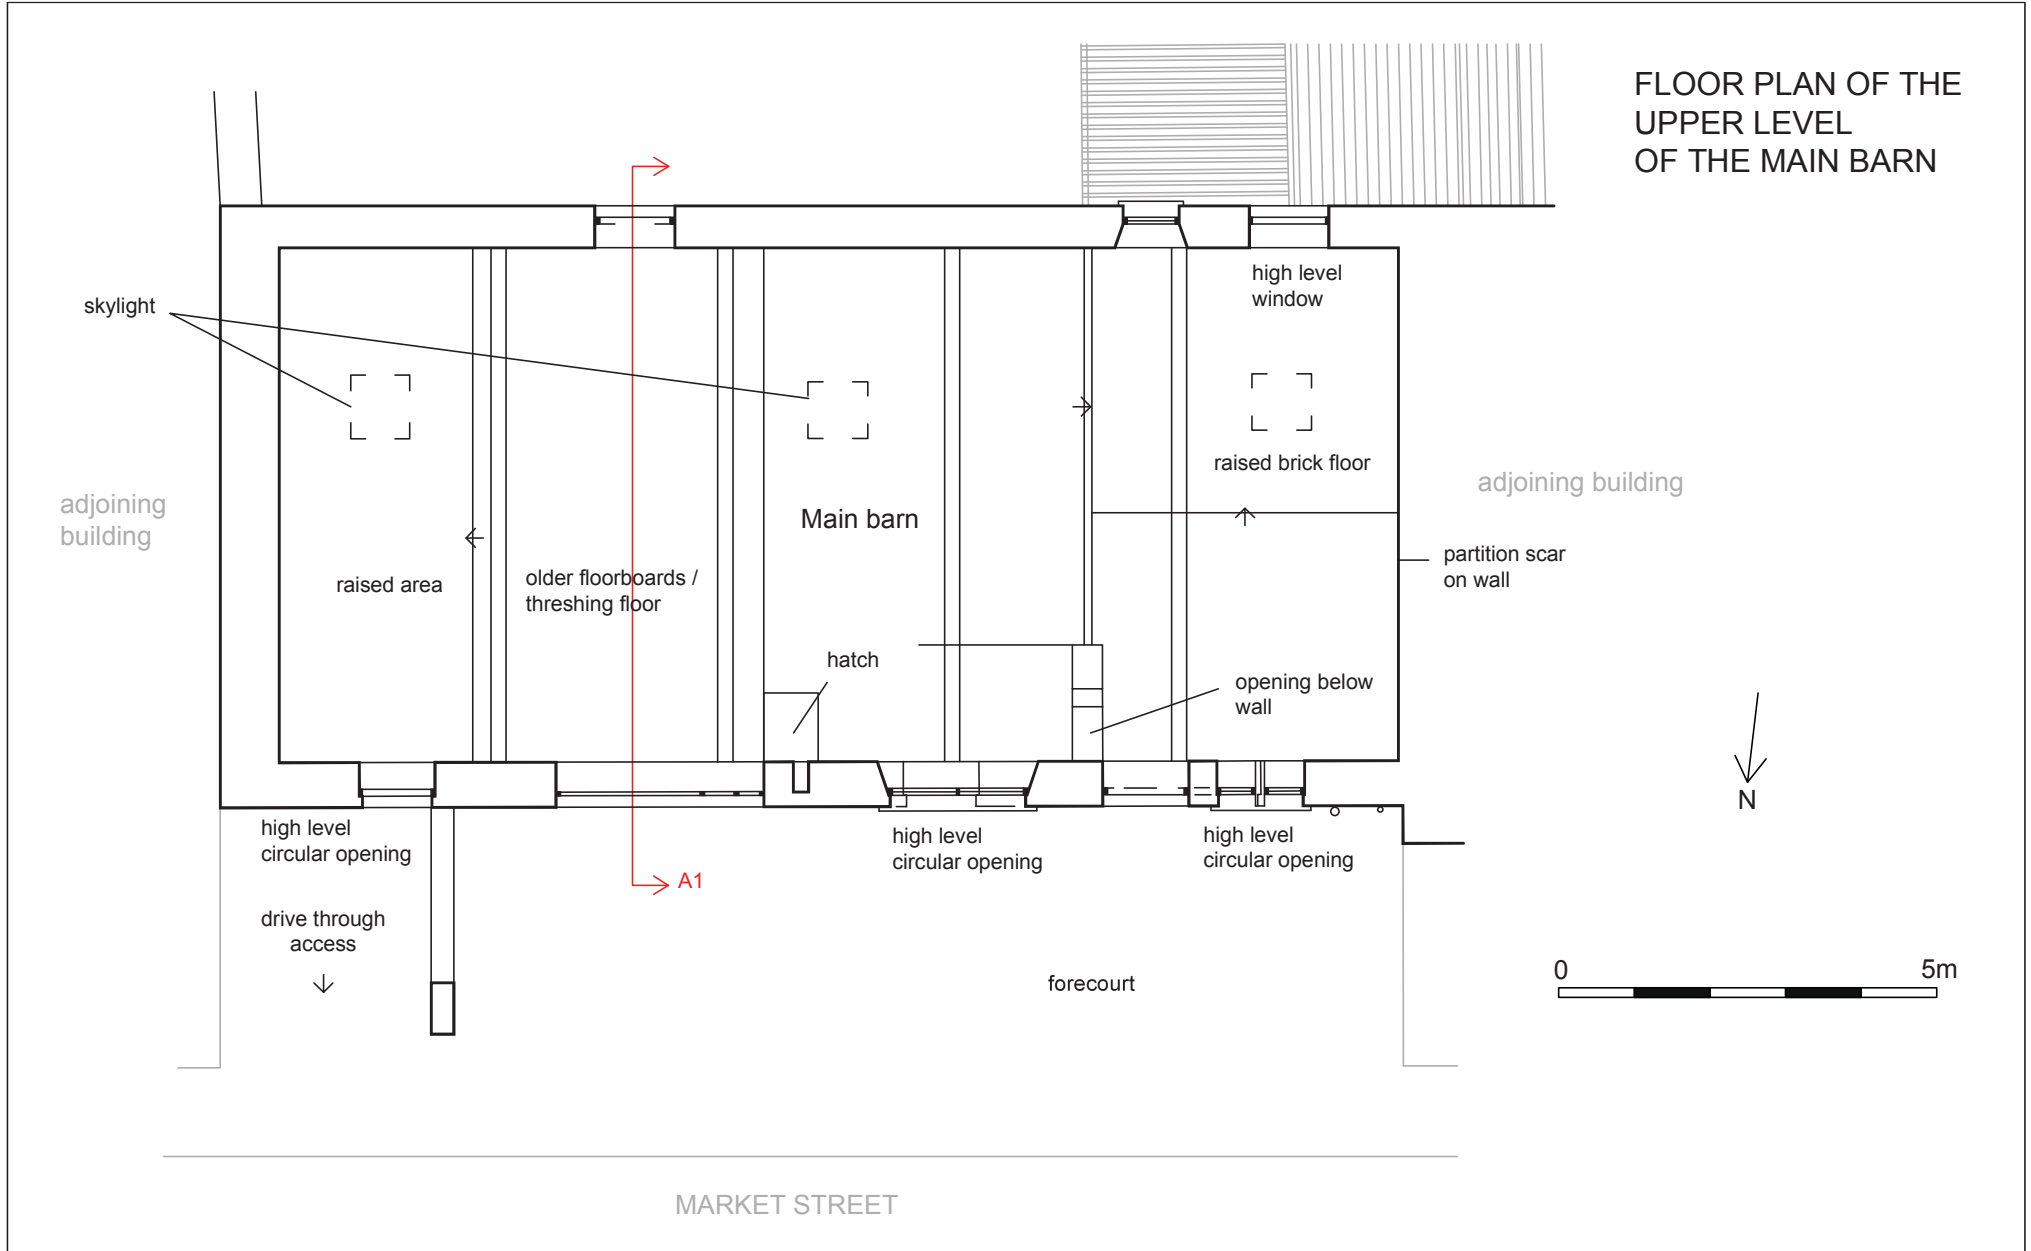 FLOOR PLAN OF THE
UPPER LEVEL
OF THE MAIN BARN
high level
window
skylight
raised brick floor
adjoining
building
adjoining building
Main barn
partition scar
on wall
raised area
older floorboards /
threshing floor
hatch
opening below
wall
N
high level
circular opening
high level
circular opening
high level
circular opening
A1
drive through
access
forecourt
0
5m
MARKET STREET